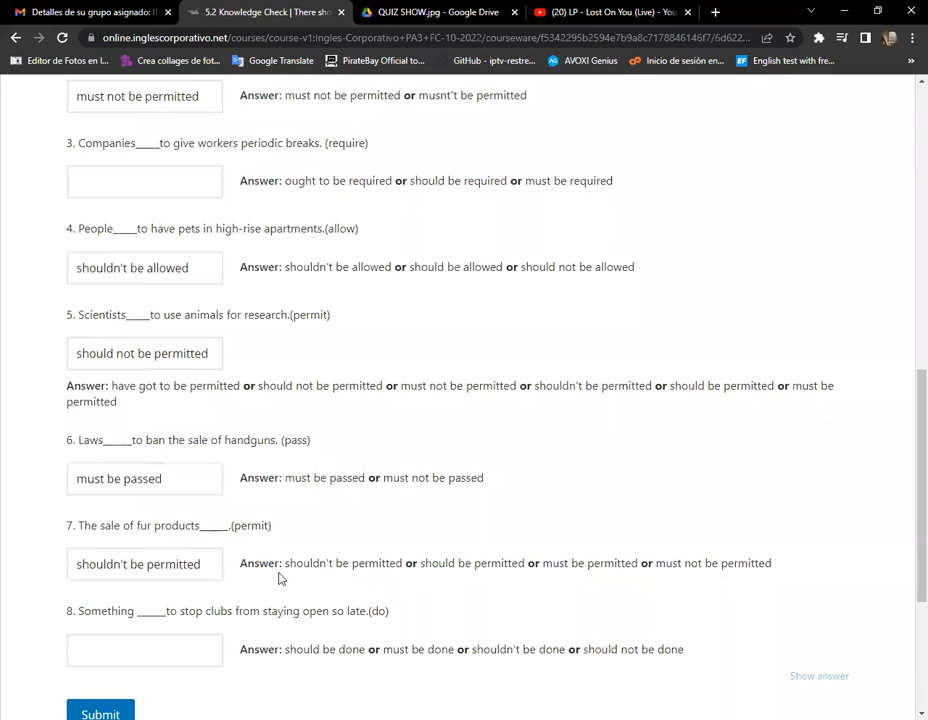 Detalles de su grupo asignado: II
5.2 Knowledge Check | There sho
QUIZ SHOW.jpg - Google Drive
(20) LP - Lost On You (Live) - You
online.inglescorporativo.net/courses/course-v1:Ingles-Corporativo+PA3+FC-10-2022/courseware/f5342295b2594e7b9a8c7178846146f7/6d622...
Editor de Fotos en l...
Crea collages de fot...
Google Translate
PirateBay Official to...
GitHub - iptv-restre...
AVOXI Genius
Inicio de sesión en...
English test with fre...
must not be permitted
Answer: must not be permitted or musnt't be permitted
3. Companies_____to give workers periodic breaks. (require)
Answer: ought to be required or should be required or must be required
4. People_____to have pets in high-rise apartments.(allow)
shouldn't be allowed
Answer: shouldn't be allowed or should be allowed or should not be allowed
5. Scientists_____to use animals for research.(permit)
should not be permitted
Answer: have got to be permitted or should not be permitted or must not be permitted or shouldn't be permitted or should be permitted or must be
permitted
6. Laws______to ban the sale of handguns. (pass)
must be passed
Answer: must be passed or must not be passed
7. The sale of fur products______.(permit)
shouldn't be permitted
Answer: shouldn't be permitted or should be permitted or must be permitted or must not be permitted
8. Something ______to stop clubs from staying open so late.(do)
Answer: should be done or must be done or shouldn't be done or should not be done
Show answer
Submit